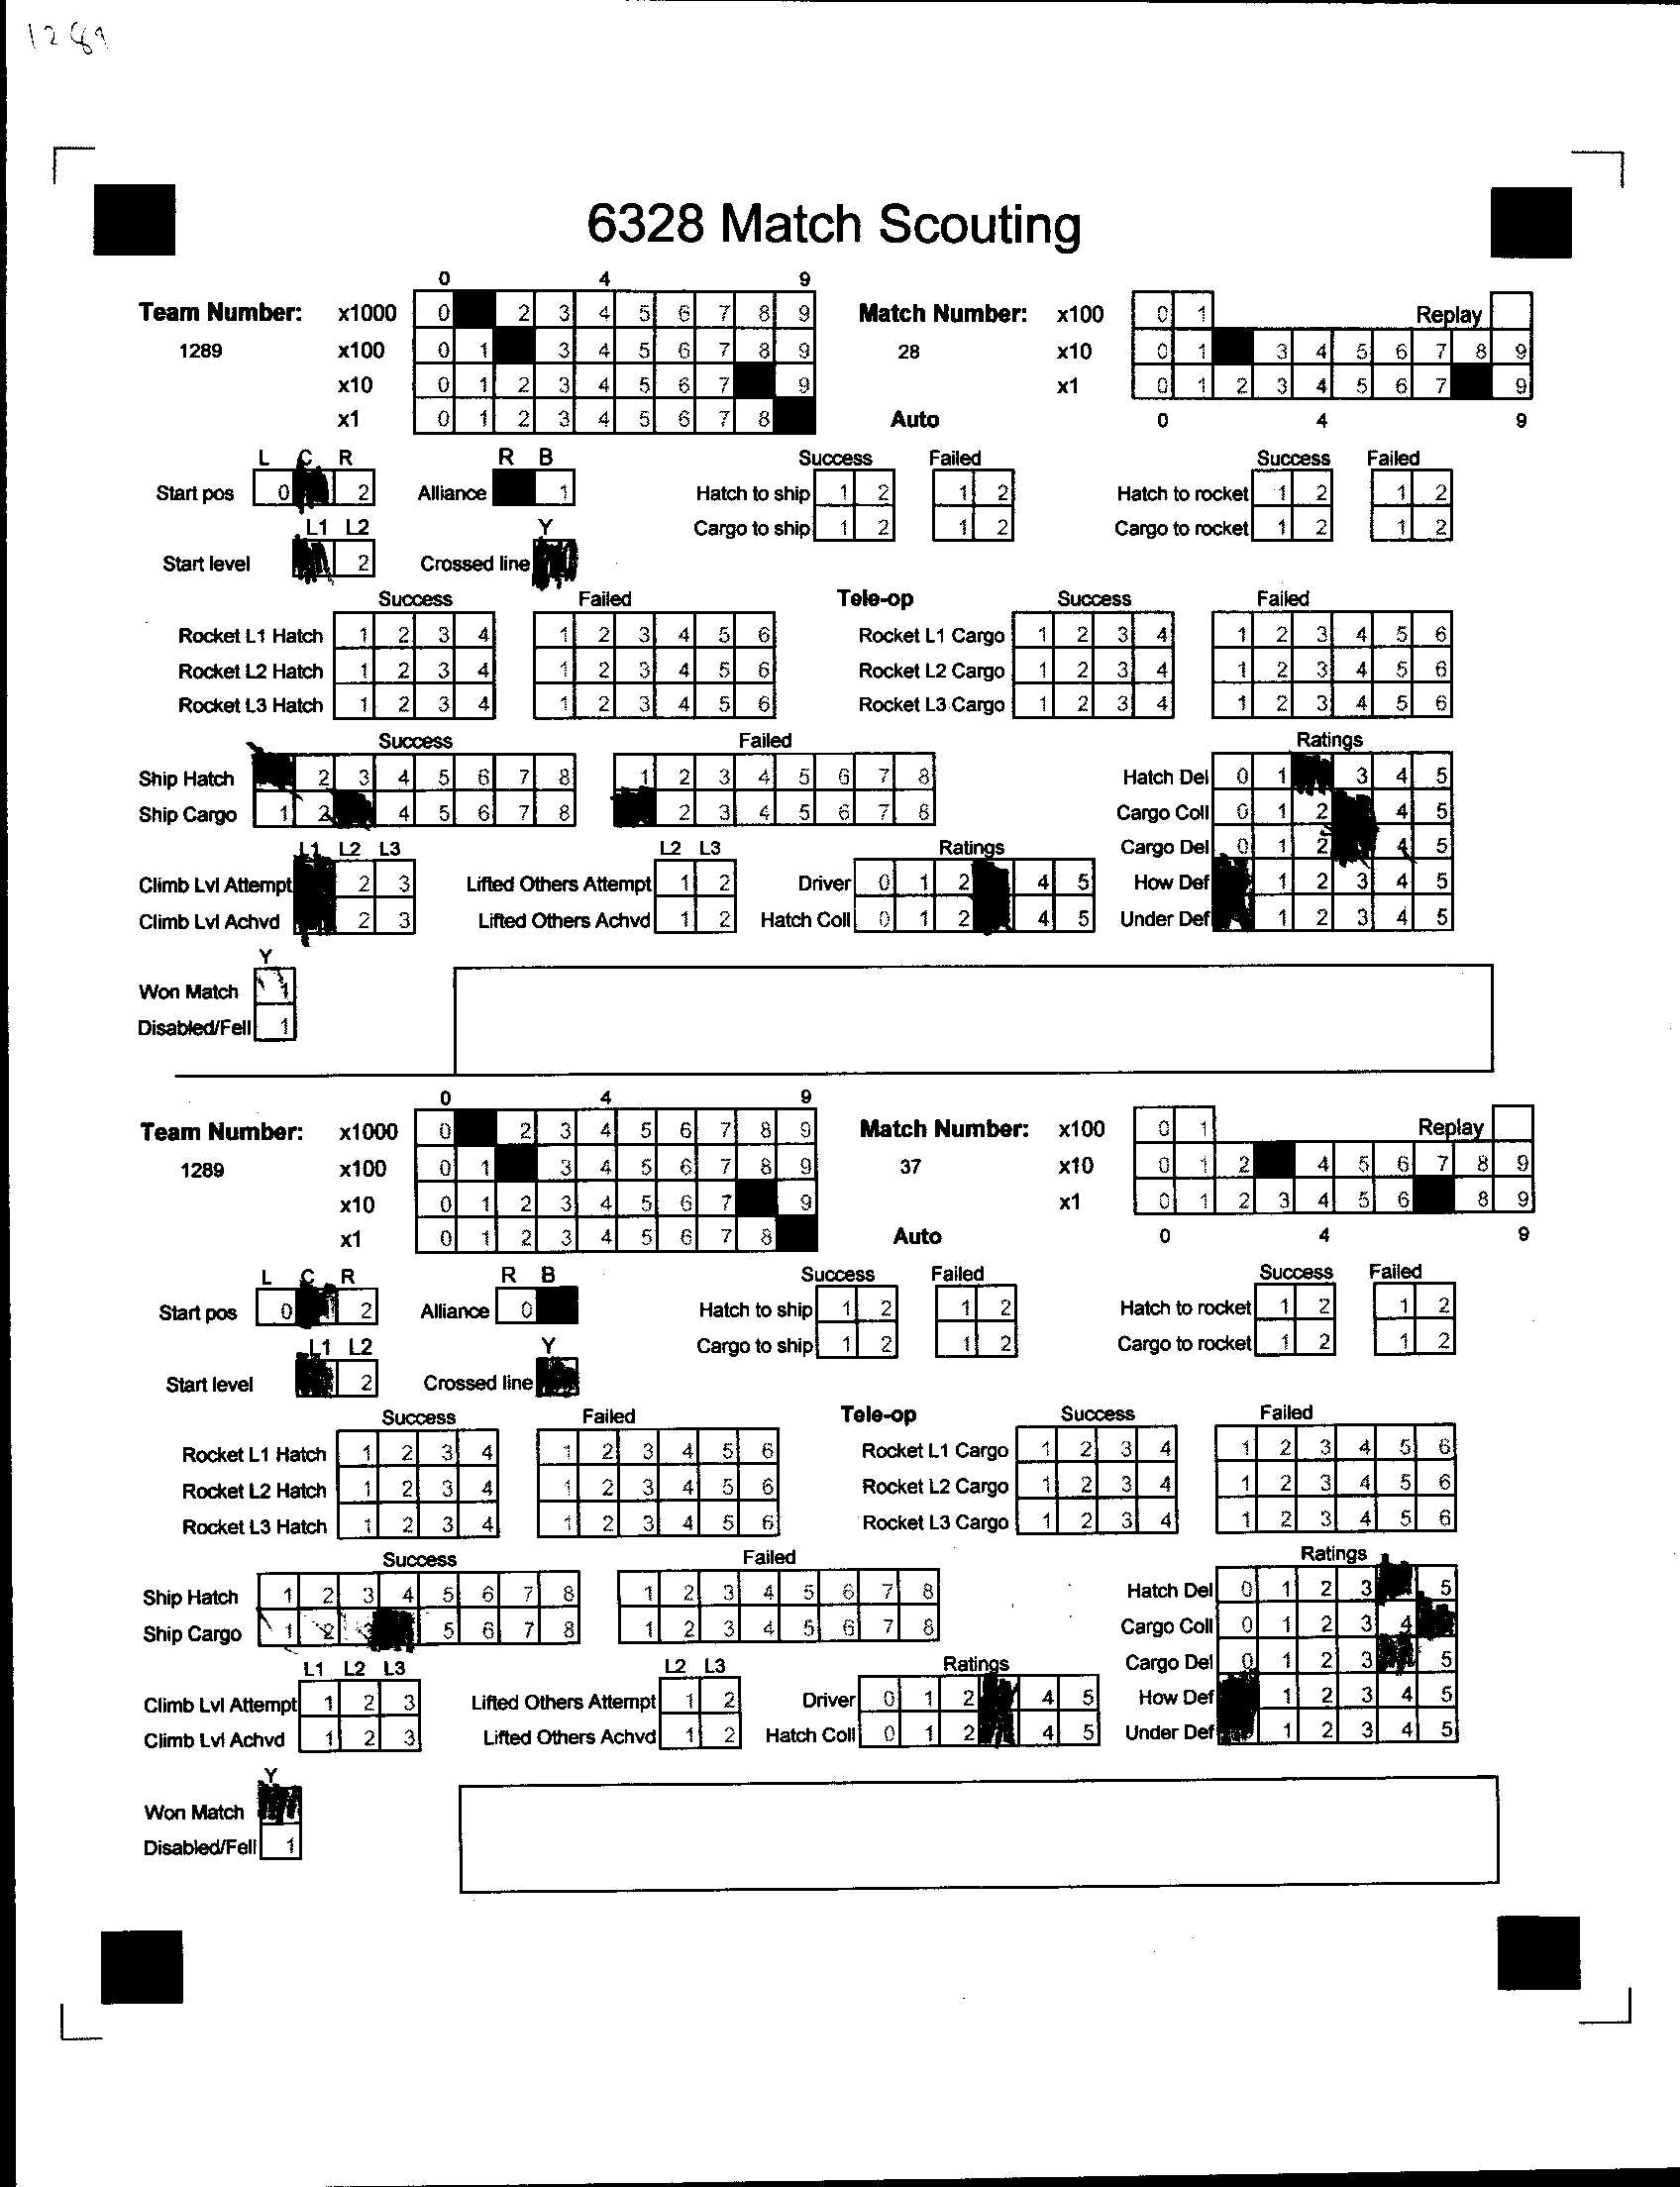 1289
6328 Match Scouting
0 4 9
Team Number: x1000 0 2 3 4 5 6 7 8 9 Match Number: x100 0 1 Replay
1289 x100 0 1 3 4 5 6 7 8 9 28 x10 0 1 3 4 5 6 7 8 9
x10 0 1 2 3 4 5 6 7 9 x1 0 1 2 3 4 5 6 7 9
x1 0 1 2 3 4 5 6 7 8 Auto 0 4 9
L C R R B Success Failed Success Failed
Start pos 0 2 Alliance 1 Hatch to ship 1 2 1 2 Hatch to rocket 1 2 1 2
L1 L2 Y Cargo to ship 1 2 1 2 Cargo to rocket 1 2 1 2
Start level 2 Crossed line
Success Failed Tele-op Success Failed
Rocket L1 Hatch 1 2 3 4 1 2 3 4 5 6 Rocket L1 Cargo 1 2 3 4 1 2 3 4 5 6
Rocket L2 Hatch 1 2 3 4 1 2 3 4 5 6 Rocket L2 Cargo 1 2 3 4 1 2 3 4 5 6
Rocket L3 Hatch 1 2 3 4 1 2 3 4 5 6 Rocket L3 Cargo 1 2 3 4 1 2 3 4 5 6
Success Failed Ratings
Ship Hatch 2 3 4 5 6 7 8 1 2 3 4 5 6 7 8 Hatch Del 0 1 3 4 5
Ship Cargo 1 2 4 5 6 7 8 2 3 4 5 6 7 8 Cargo Coll 0 1 2 4 5
L1 L2 L3 L2 L3 Ratings Cargo Del 0 1 2 4 5
Climb Lvl Attempt 2 3 Lifted Others Attempt 1 2 Driver 0 1 2 4 5 How Def 1 2 3 4 5
Climb Lvl Achvd 2 3 Lifted Others Achvd 1 2 Hatch Coll 0 1 2 4 5 Under Def 1 2 3 4 5
Y
Won Match 1
Disabled/Fell 1
0 4 9
Team Number: x1000 0 2 3 4 5 6 7 8 9 Match Number: x100 0 1 Replay
1289 x100 0 1 3 4 5 6 7 8 9 37 x10 0 1 2 4 5 6 7 8 9
x10 0 1 2 3 4 5 6 7 9 x1 0 1 2 3 4 5 6 8 9
x1 0 1 2 3 4 5 6 7 8 Auto 0 4 9
L C R R B Success Failed Success Failed
Start pos 0 2 Alliance 0 Hatch to ship 1 2 1 2 Hatch to rocket 1 2 1 2
L1 L2 Y Cargo to ship 1 2 1 2 Cargo to rocket 1 2 1 2
Start level 2 Crossed line
Success Failed Tele-op Success Failed
Rocket L1 Hatch 1 2 3 4 1 2 3 4 5 6 Rocket L1 Cargo 1 2 3 4 1 2 3 4 5 6
Rocket L2 Hatch 1 2 3 4 1 2 3 4 5 6 Rocket L2 Cargo 1 2 3 4 1 2 3 4 5 6
Rocket L3 Hatch 1 2 3 4 1 2 3 4 5 6 Rocket L3 Cargo 1 2 3 4 1 2 3 4 5 6
Success Failed Ratings
Ship Hatch 1 2 3 4 5 6 7 8 1 2 3 4 5 6 7 8 Hatch Del 0 1 2 3 5
Ship Cargo 1 2 3 5 6 7 8 1 2 3 4 5 6 7 8 Cargo Coll 0 1 2 3 4
L1 L2 L3 L2 L3 Ratings Cargo Del 0 1 2 3 5
Climb Lvl Attempt 1 2 3 Lifted Others Attempt 1 2 Driver 0 1 2 4 5 How Def 1 2 3 4 5
Climb Lvl Achvd 1 2 3 Lifted Others Achvd 1 2 Hatch Coll 0 1 2 4 5 Under Def 1 2 3 4 5
Y
Won Match
Disabled/Fell 1